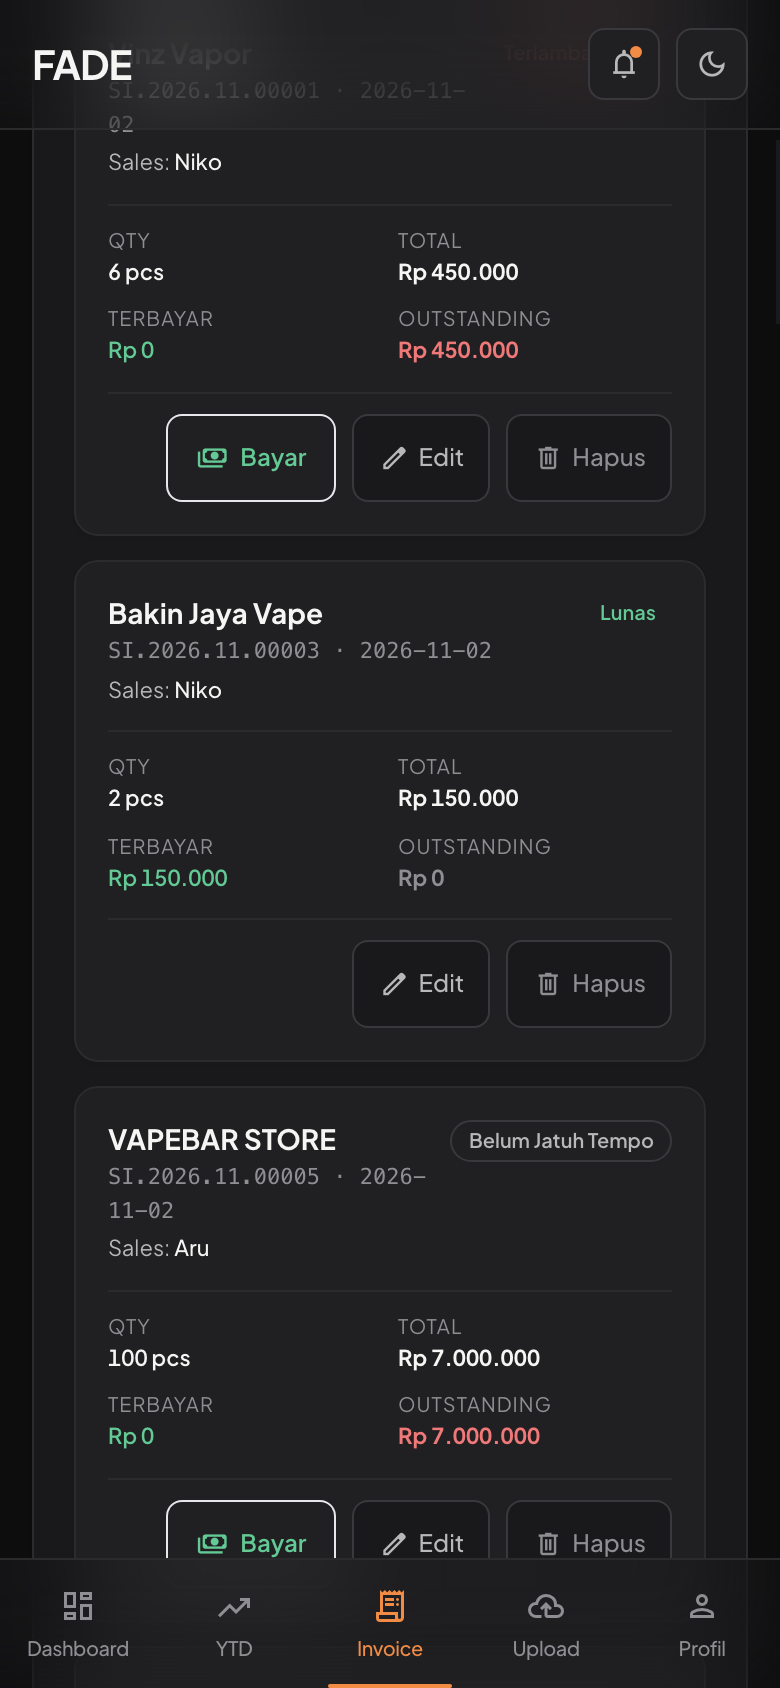 FADE
Vinz Vapor
SI.2026.11.00001 · 2026-11-
02
Sales: Niko
QTY
TOTAL
6 pcs
Rp 450.000
TERBAYAR
OUTSTANDING
Rp 0
Rp 450.000
Bayar
Edit
Hapus
Bakin Jaya Vape
Lunas
SI.2026.11.00003 · 2026-11-02
Sales: Niko
QTY
TOTAL
2 pcs
Rp 150.000
TERBAYAR
OUTSTANDING
Rp 150.000
Rp 0
Edit
Hapus
VAPEBAR STORE
Belum Jatuh Tempo
SI.2026.11.00005 · 2026-
11-02
Sales: Aru
QTY
TOTAL
100 pcs
Rp 7.000.000
TERBAYAR
OUTSTANDING
Rp 0
Rp 7.000.000
Bayar
Edit
Hapus
Dashboard
YTD
Invoice
Upload
Profil